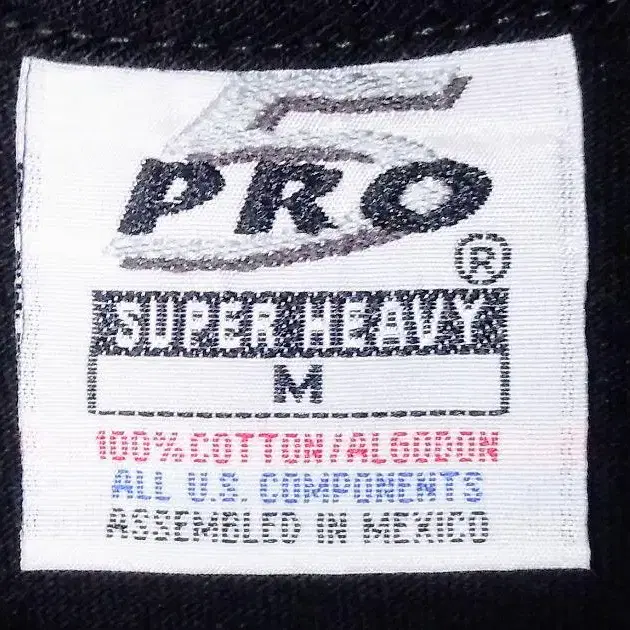 5
PRO
®
SUPER HEAVY
M
100% COTTON/ALGODON
ALL U.S. COMPONENTS
ASSEMBLED IN MEXICO